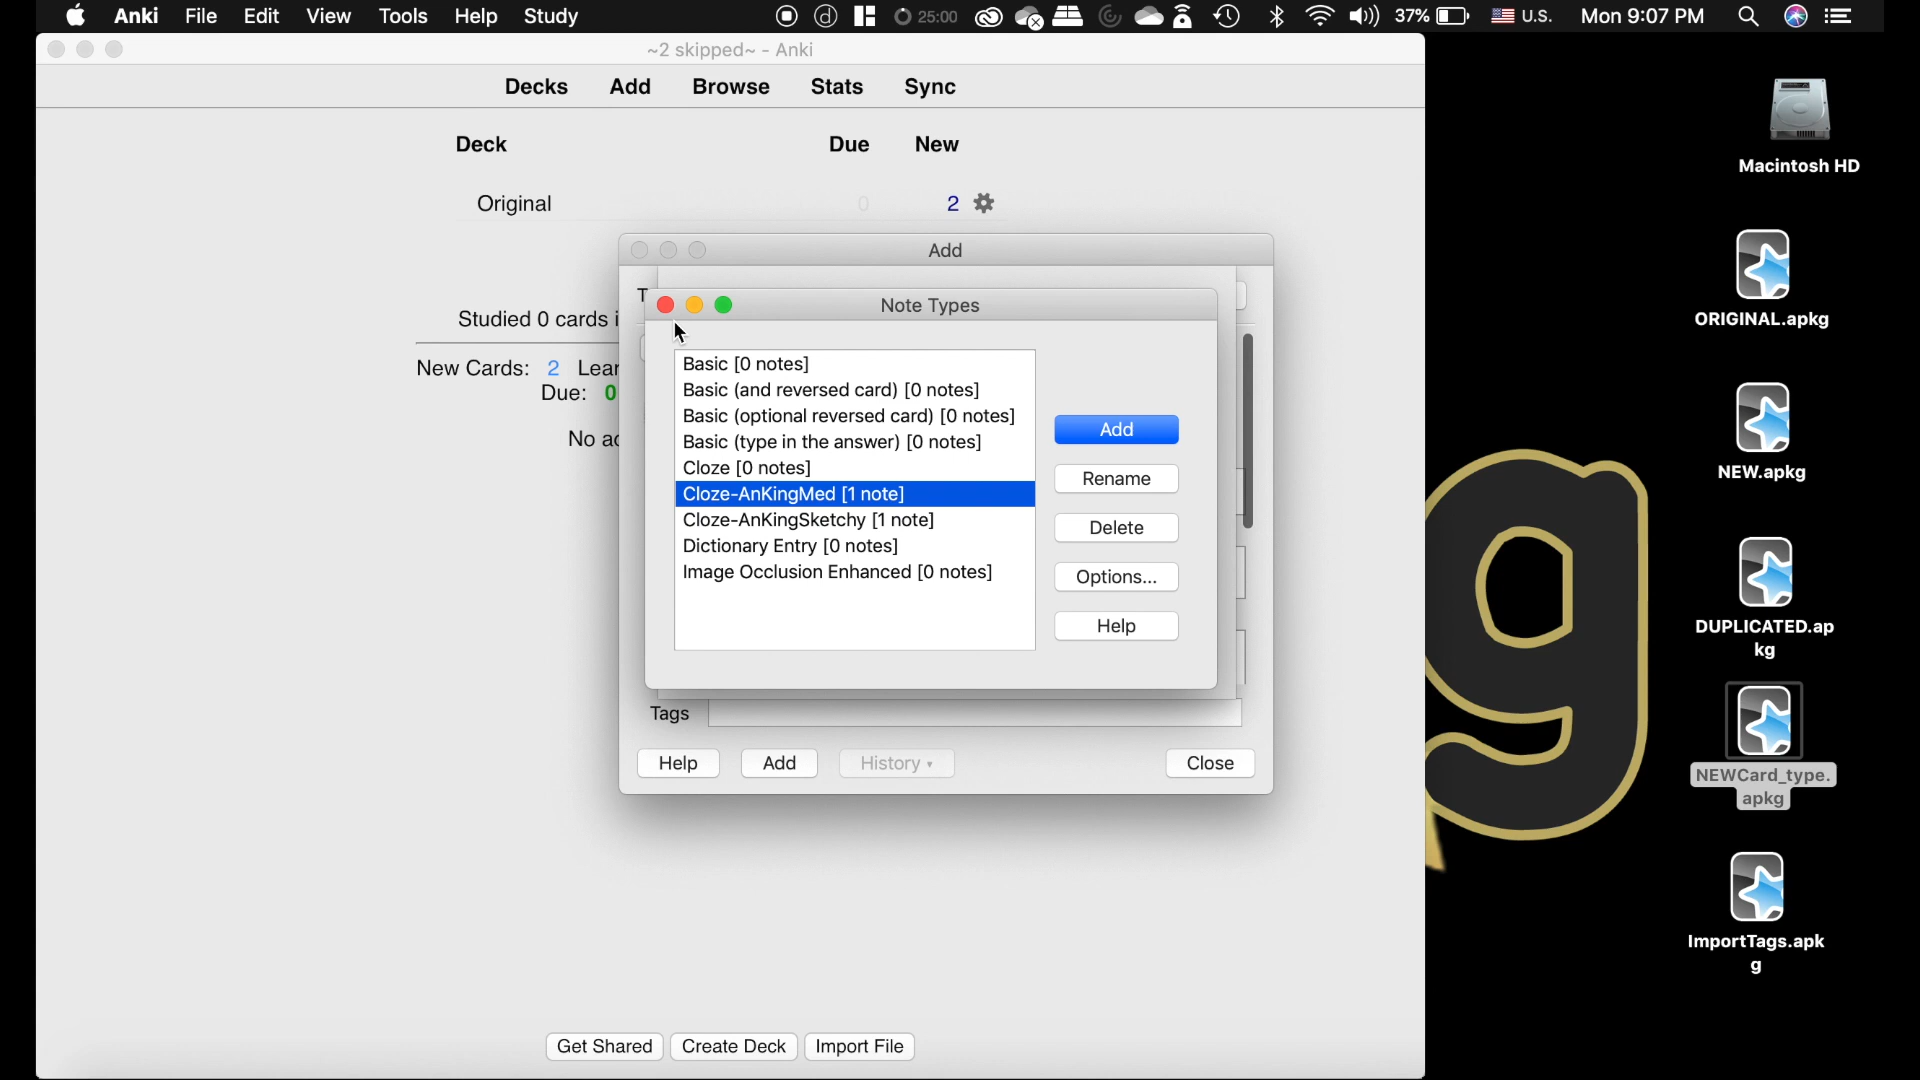 Anki File Edit View Tools Help Study 25:00 37% U.S. Mon 9:07 PM
~2 skipped~ - Anki
Decks Add Browse Stats Sync
Deck Due New
Original 0 2
Add
Note Types
Studied 0 cards i
New Cards: 2 Lear
Due: 0
Basic [0 notes]
Basic (and reversed card) [0 notes]
Basic (optional reversed card) [0 notes]
Basic (type in the answer) [0 notes]
Cloze [0 notes]
Cloze-AnKingMed [1 note]
Cloze-AnKingSketchy [1 note]
Dictionary Entry [0 notes]
Image Occlusion Enhanced [0 notes]
Add
Rename
Delete
Options...
Help
Tags
Help Add History Close
Get Shared Create Deck Import File
Macintosh HD
ORIGINAL.apkg
NEW.apkg
DUPLICATED.ap
kg
NEWCard_type.
apkg
ImportTags.apk
g
g